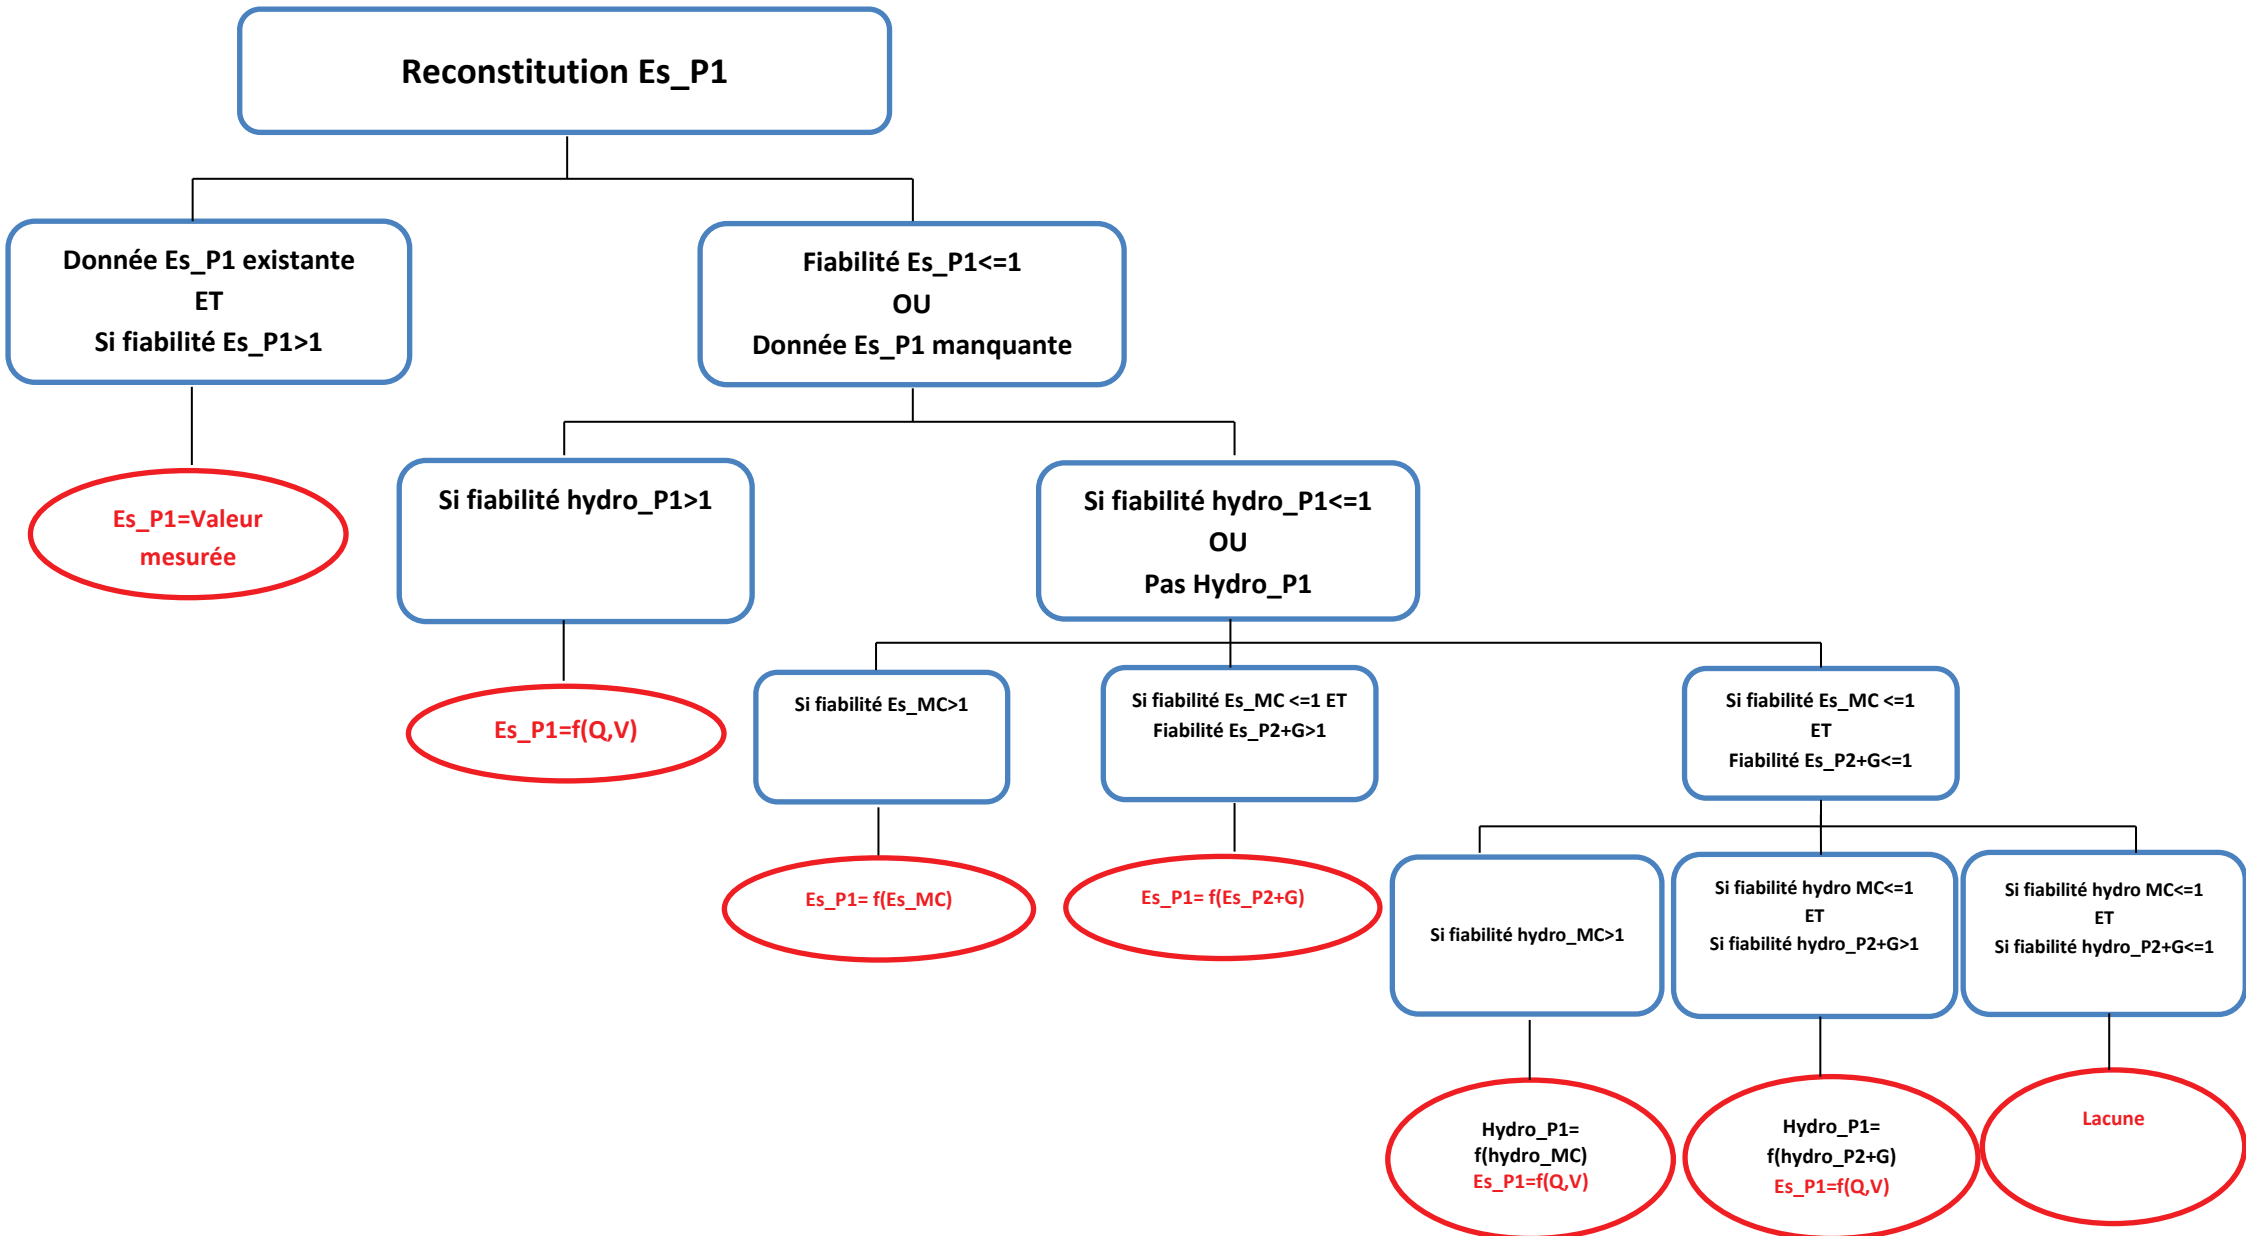 Reconstitution Es_P1
Donnée Es_P1 existante
ET
Si fiabilité Es_P1>1
Fiabilité Es_P1<=1
OU
Donnée Es_P1 manquante
Es_P1=Valeur
mesurée
Si fiabilité hydro_P1>1
Si fiabilité hydro_P1<=1
OU
Pas Hydro_P1
Es_P1=f(Q,V)
Si fiabilité Es_MC>1
Si fiabilité Es_MC <=1 ET
Fiabilité Es_P2+G>1
Si fiabilité Es_MC <=1
ET
Fiabilité Es_P2+G<=1
Es_P1= f(Es_MC)
Es_P1= f(Es_P2+G)
Si fiabilité hydro_MC>1
Si fiabilité hydro MC<=1
ET
Si fiabilité hydro_P2+G>1
Si fiabilité hydro MC<=1
ET
Si fiabilité hydro_P2+G<=1
Hydro_P1=
f(hydro_MC)
Es_P1=f(Q,V)
Hydro_P1=
f(hydro_P2+G)
Es_P1=f(Q,V)
Lacune